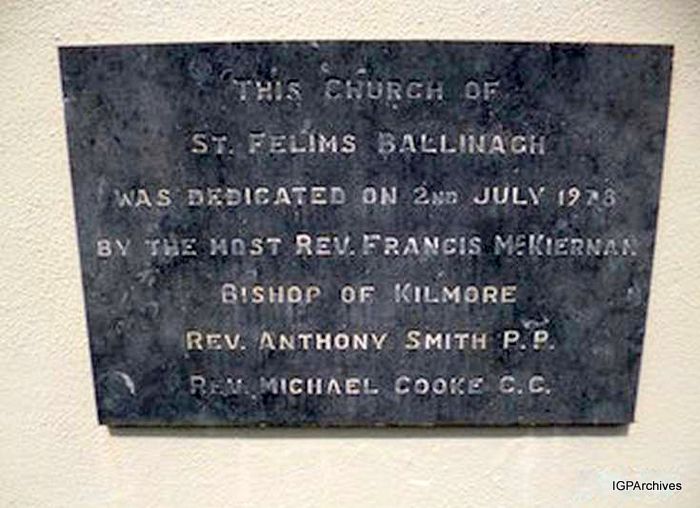 THIS CHURCH OF
ST. FELIMS BALLINAGH
WAS DEDICATED ON 2ND JULY 1978
BY THE MOST REV. FRANCIS McKIERNAN
BISHOP OF KILMORE
REV. ANTHONY SMITH P.P.
REV. MICHAEL COOKE C.C.
IGPArchives